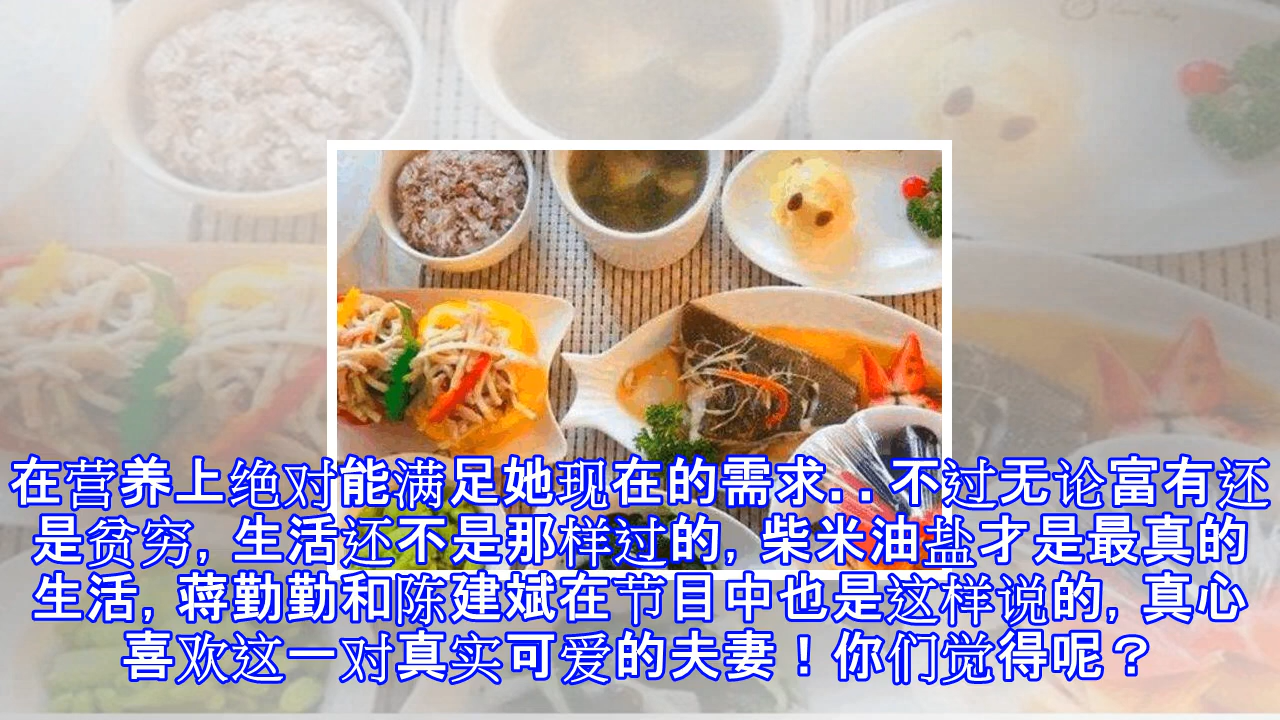 在营养上绝对能满足她现在的需求..不过无论富有还
是贫穷,生活还不是那样过的,柴米油盐才是最真的
生活,蒋勤勤和陈建斌在节目中也是这样说的,真心
喜欢这一对真实可爱的夫妻！你们觉得呢？